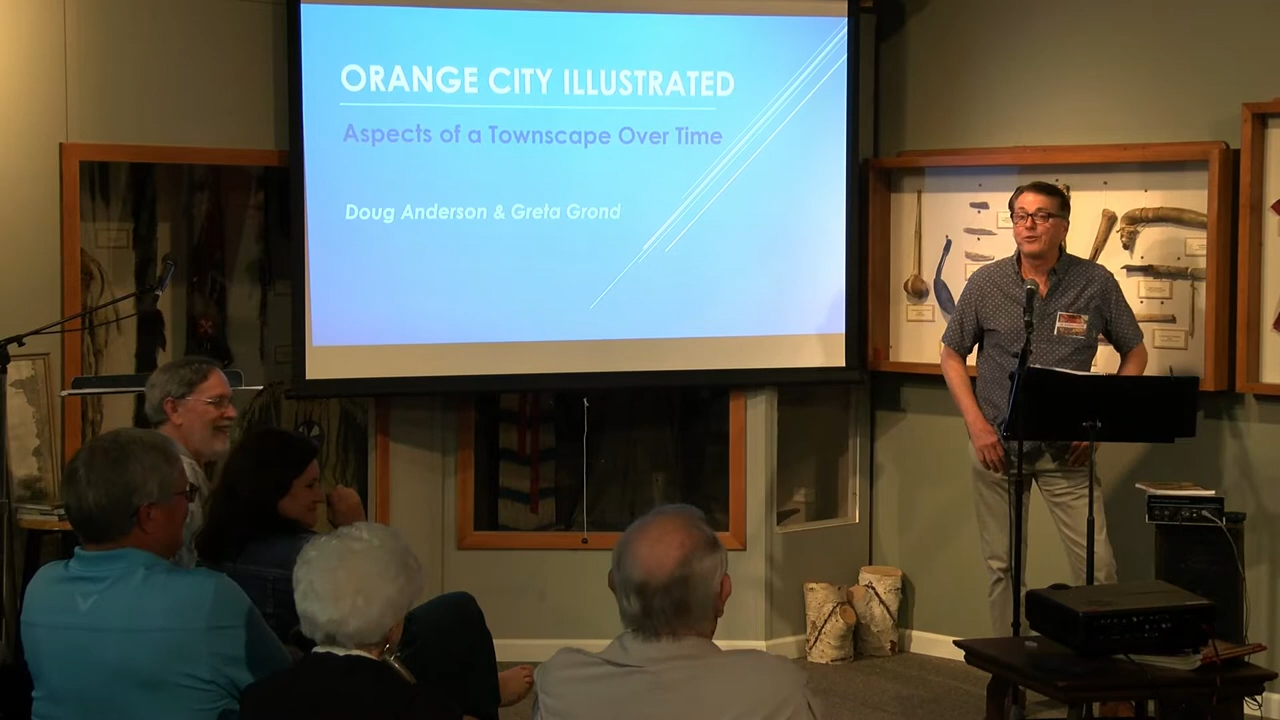 ORANGE CITY ILLUSTRATED
Aspects of a Townscape Over Time
Doug Anderson & Greta Grond